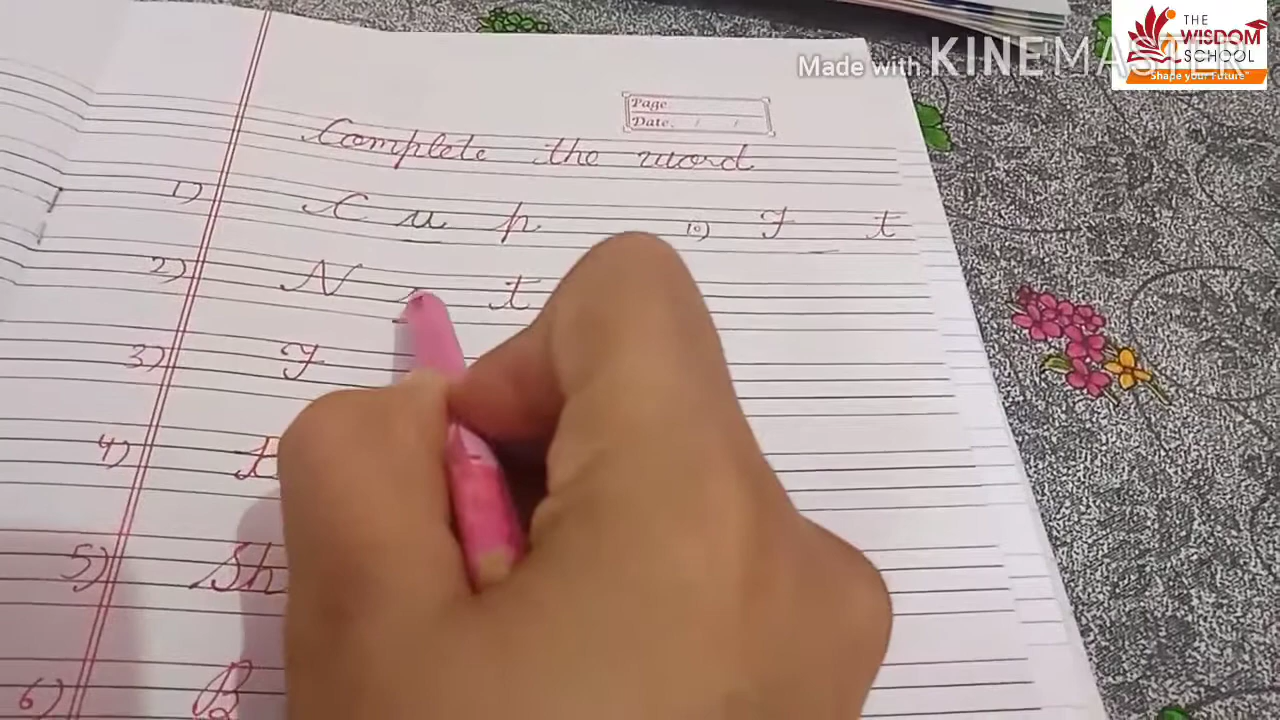 THE
WISDOM
SCHOOL
Shape your Future"
Made with KINEMASTER
Page
Date. / /
Complete the word
1) C u p 10) J _ t
2) N t
3) J
4)
5) Sh
6) B